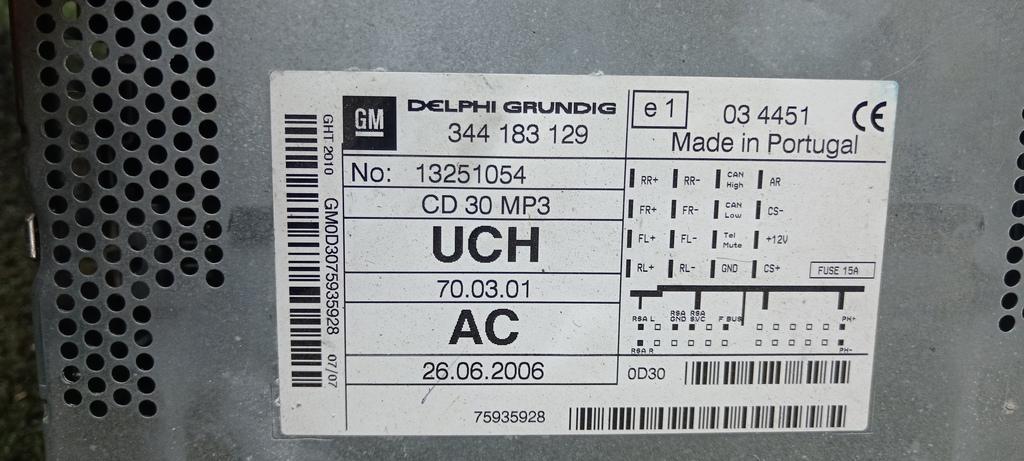 GHT 2010 GM0D3075935928 07/07
GM DELPHI GRUNDIG
344 183 129
No: 13251054
CD 30 MP3
UCH
70.03.01
AC
26.06.2006
75935928
e 1 03 4451 CE
Made in Portugal
RR+ RR- CAN High AR
FR+ FR- CAN Low CS-
FL+ FL- Tel Mute +12V
RL+ RL- GND CS+ FUSE 15A
RSA L RSA GND RSA SVC F BUS PH+
RSA R PH-
0D30